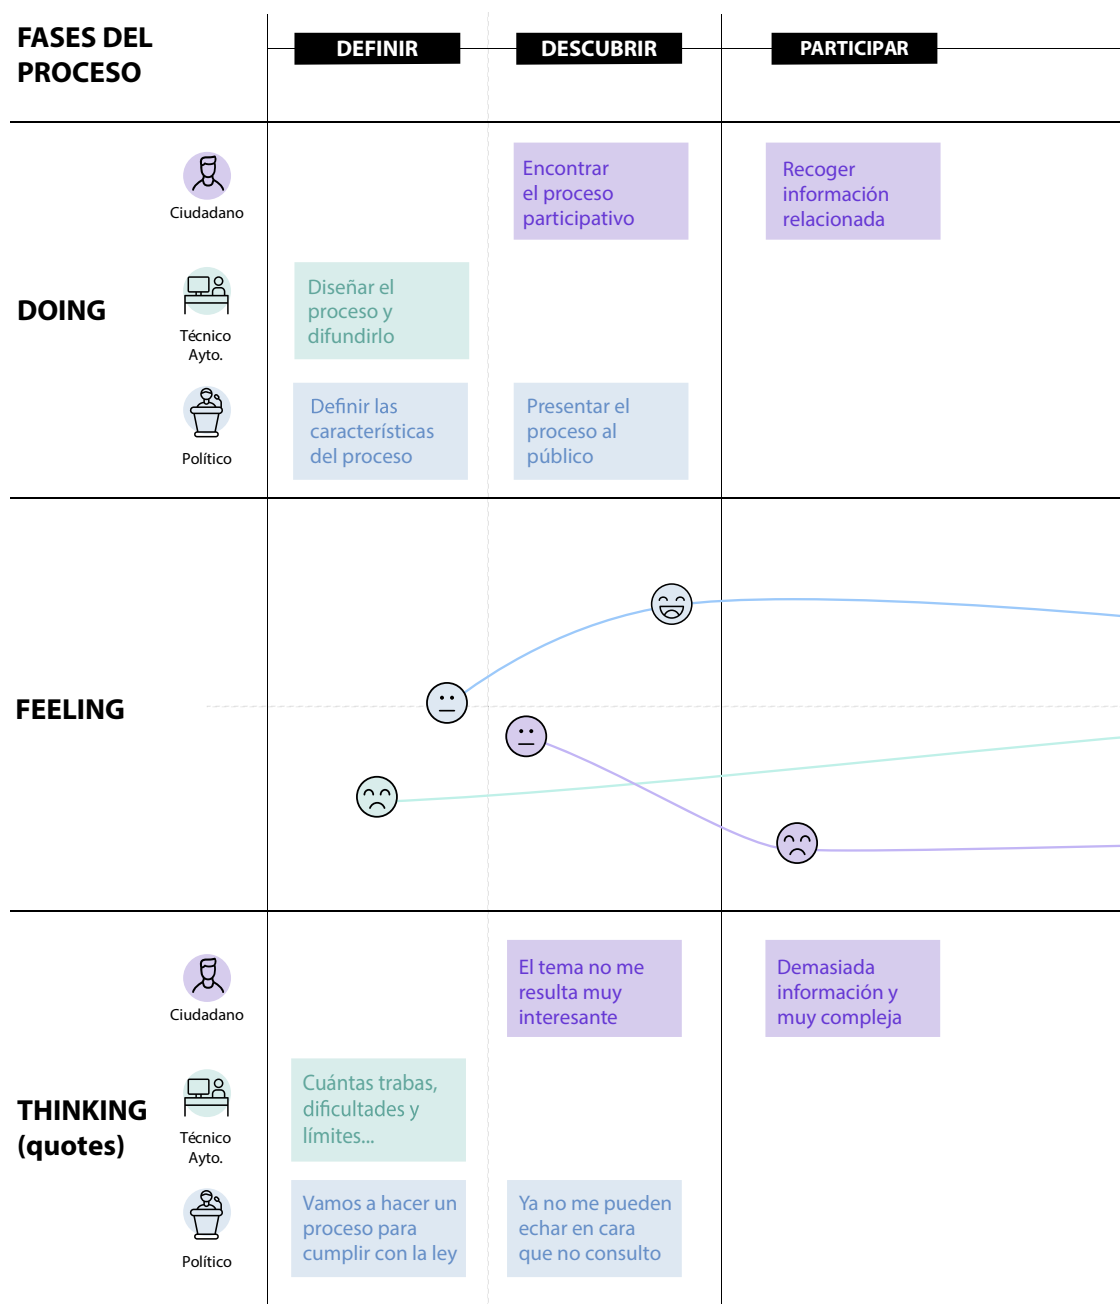 FASES DEL
PROCESO
DEFINIR
DESCUBRIR
PARTICIPAR
DOING
Ciudadano
Encontrar
el proceso
participativo
Recoger
información
relacionada
Técnico
Ayto.
Diseñar el
proceso y
difundirlo
Político
Definir las
características
del proceso
Presentar el
proceso al
público
FEELING
THINKING
(quotes)
Ciudadano
El tema no me
resulta muy
interesante
Demasiada
información y
muy compleja
Técnico
Ayto.
Cuántas trabas,
dificultades y
límites...
Político
Vamos a hacer un
proceso para
cumplir con la ley
Ya no me pueden
echar en cara
que no consulto